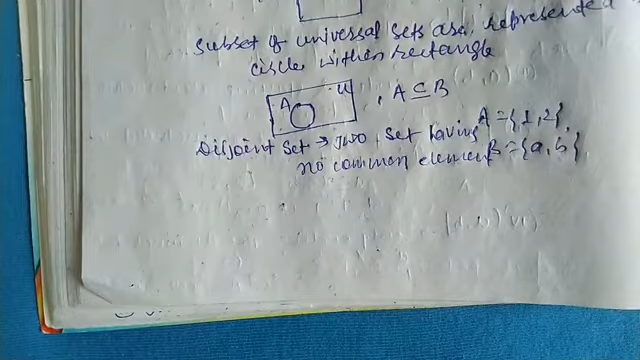 Subset of universal sets are represented
circle within rectangle
A U , A ⊆ B
Disjoint set → Two set having A = {1, 2},
no common element B = {a, b},